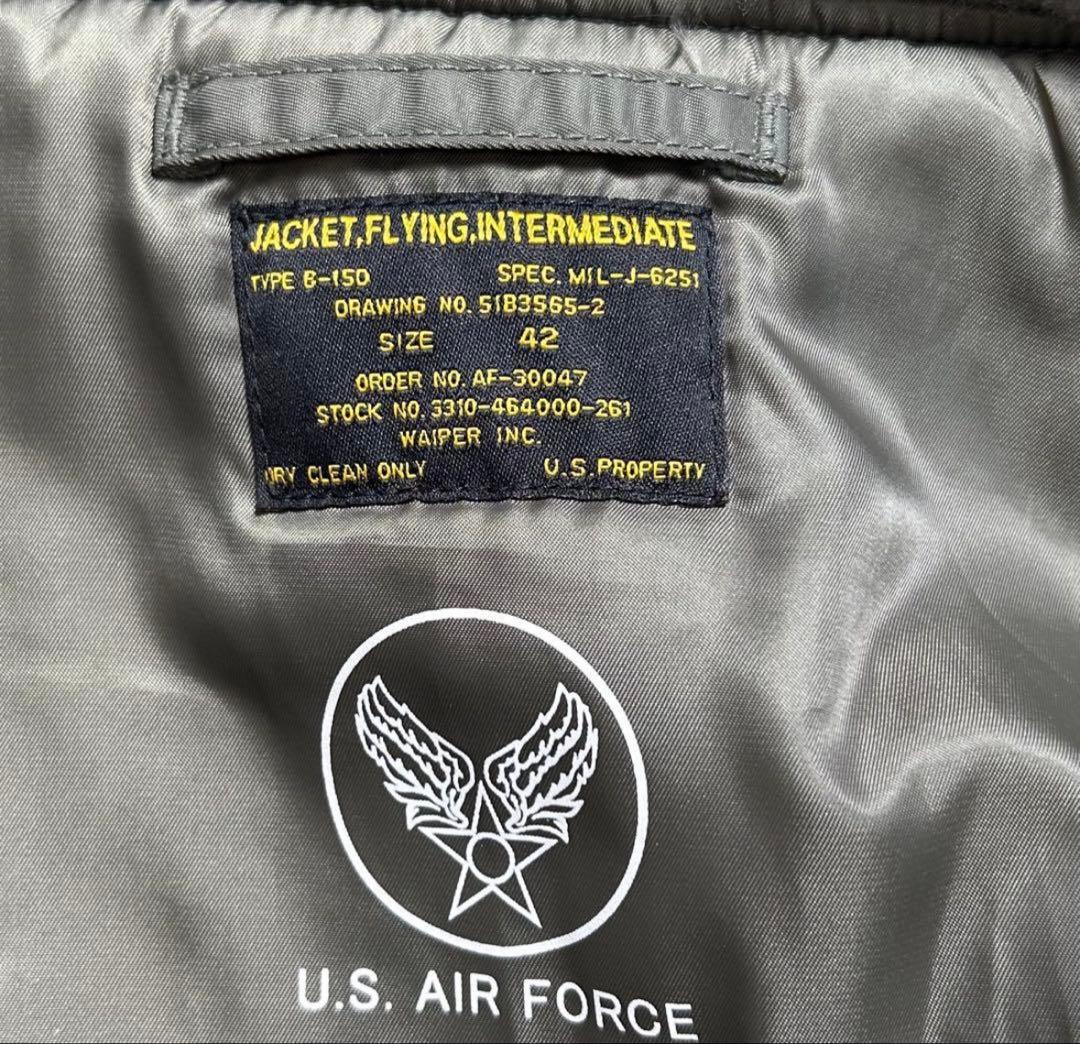 JACKET,FLYING,INTERMEDIATE
TYPE B-15D SPEC. MIL-J-6251
DRAWING NO. 51B3565-2
SIZE 42
ORDER NO. AF-30047
STOCK NO. 3310-464000-261
WAIPER INC.
DRY CLEAN ONLY U.S.PROPERTY
U.S. AIR FORCE